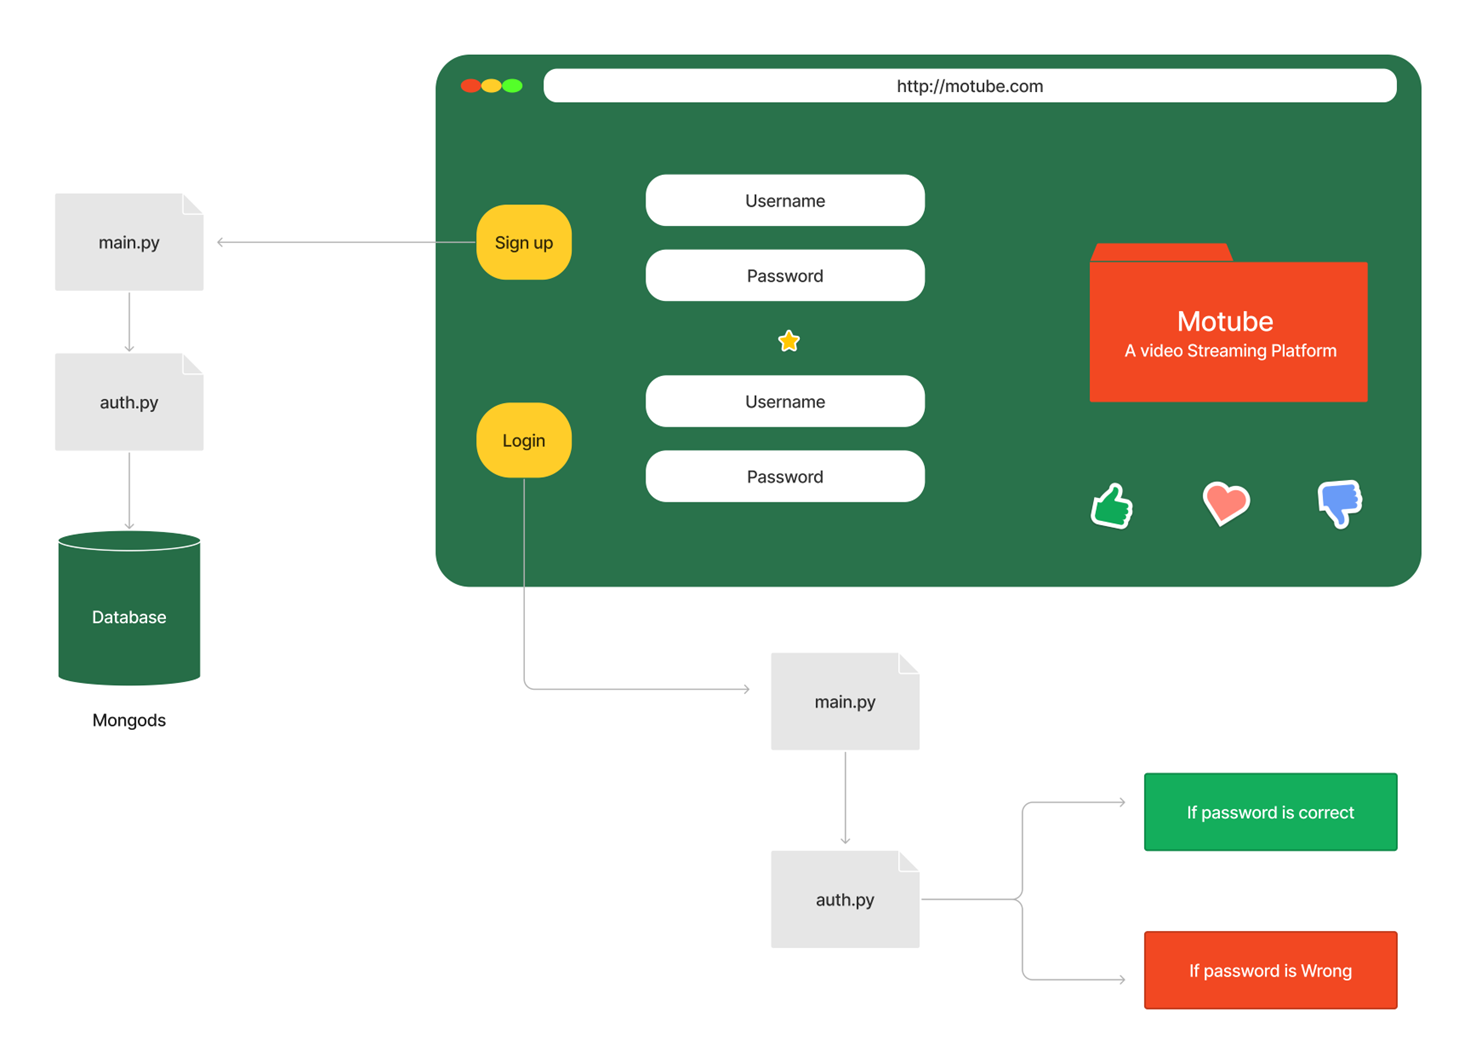 http://motube.com
Username
main.py
Sign up
Password
Motube
A video Streaming Platform
auth.py
Username
Login
Password
Database
Mongods
main.py
If password is correct
auth.py
If password is Wrong